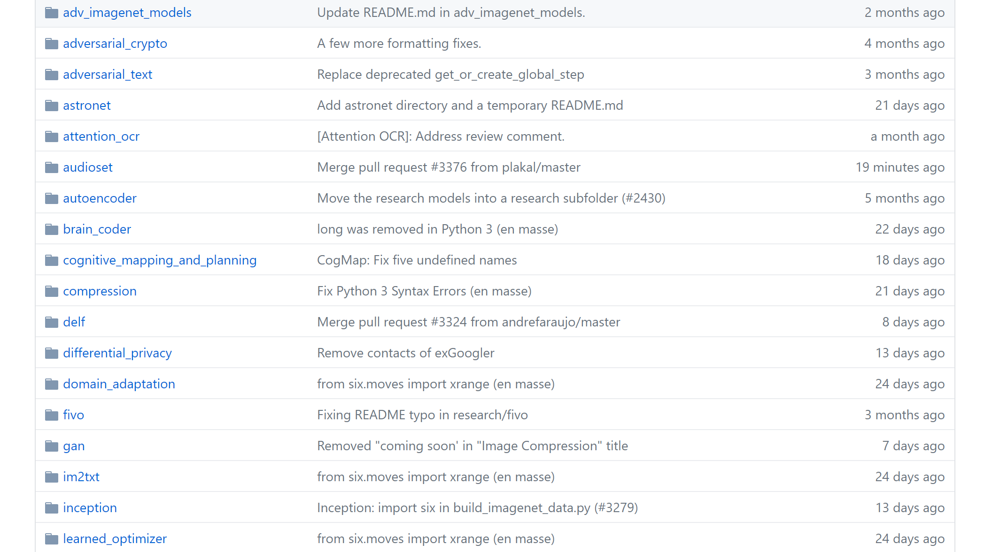 adv_imagenet_models Update README.md in adv_imagenet_models. 2 months ago
adversarial_crypto A few more formatting fixes. 4 months ago
adversarial_text Replace deprecated get_or_create_global_step 3 months ago
astronet Add astronet directory and a temporary README.md 21 days ago
attention_ocr [Attention OCR]: Address review comment. a month ago
audioset Merge pull request #3376 from plakal/master 19 minutes ago
autoencoder Move the research models into a research subfolder (#2430) 5 months ago
brain_coder long was removed in Python 3 (en masse) 22 days ago
cognitive_mapping_and_planning CogMap: Fix five undefined names 18 days ago
compression Fix Python 3 Syntax Errors (en masse) 21 days ago
delf Merge pull request #3324 from andrefaraujo/master 8 days ago
differential_privacy Remove contacts of exGoogler 13 days ago
domain_adaptation from six.moves import xrange (en masse) 24 days ago
fivo Fixing README typo in research/fivo 3 months ago
gan Removed "coming soon' in "Image Compression" title 7 days ago
im2txt from six.moves import xrange (en masse) 24 days ago
inception Inception: import six in build_imagenet_data.py (#3279) 13 days ago
learned_optimizer from six.moves import xrange (en masse) 24 days ago